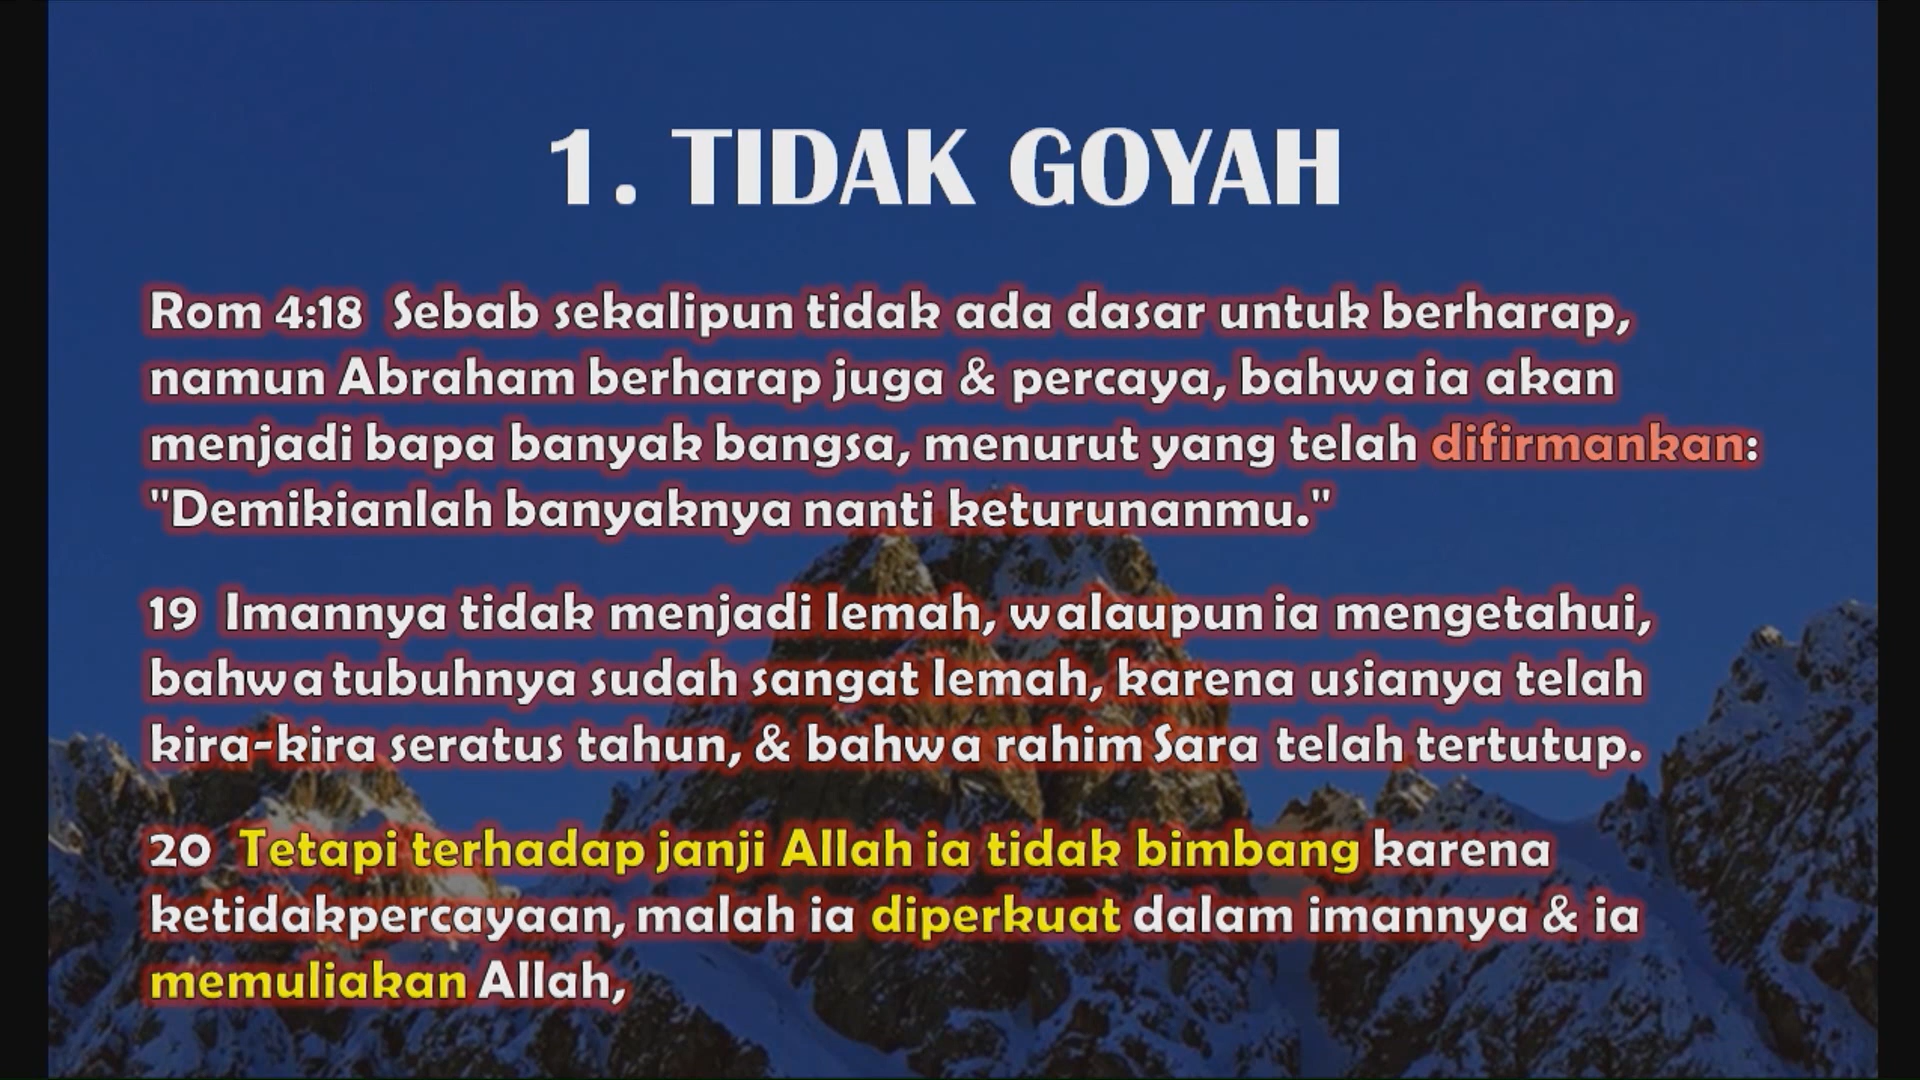 1. TIDAK GOYAH
Rom 4:18 Sebab sekalipun tidak ada dasar untuk berharap,
namun Abraham berharap juga & percaya, bahwa ia akan
menjadi bapa banyak bangsa, menurut yang telah difirmankan:
"Demikianlah banyaknya nanti keturunanmu."
19 Imannya tidak menjadi lemah, walaupun ia mengetahui,
bahwa tubuhnya sudah sangat lemah, karena usianya telah
kira-kira seratus tahun, & bahwa rahim Sara telah tertutup.
20 Tetapi terhadap janji Allah ia tidak bimbang karena
ketidakpercayaan, malah ia diperkuat dalam imannya & ia
memuliakan Allah,